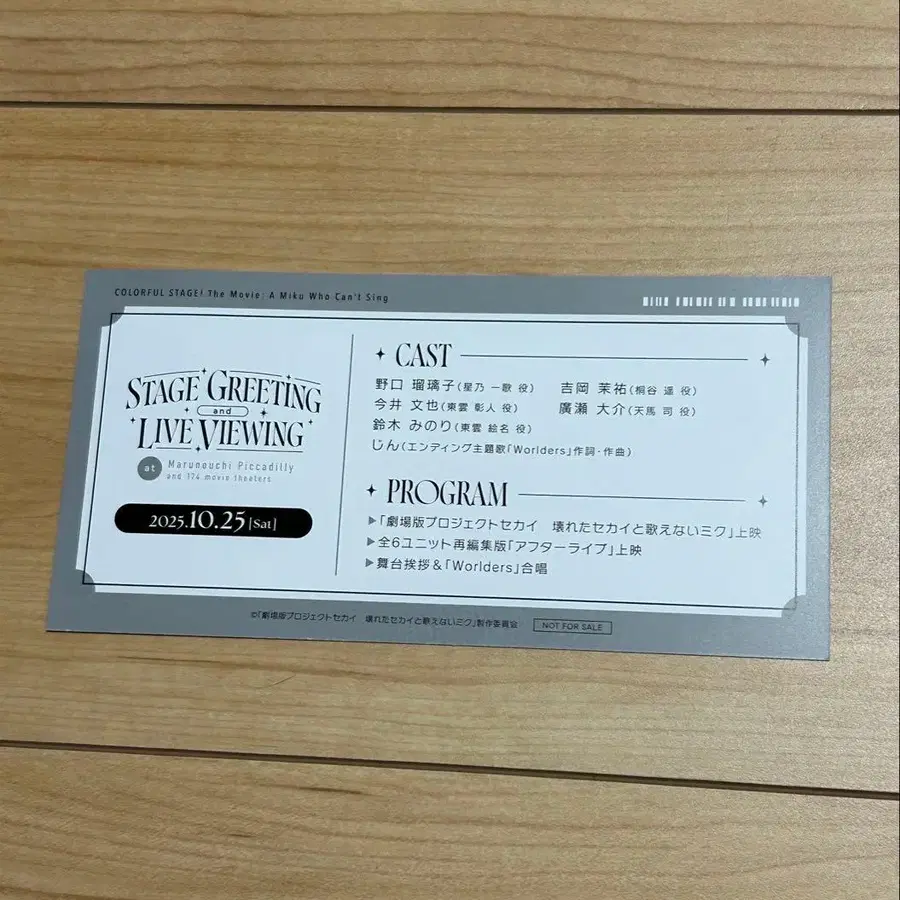 COLORFUL STAGE! The Movie: A Miku Who Can't Sing
STAGE GREETING
and
LIVE VIEWING
at Marunouchi Piccadilly
and 174 movie theaters
2025.10.25[Sat]
CAST
野口 瑠璃子(星乃 一歌 役) 吉岡 茉祐(桐谷 遥 役)
今井 文也(東雲 彰人 役) 廣瀬 大介(天馬 司 役)
鈴木 みのり(東雲 絵名 役)
じん(エンディング主題歌「Worlders」作詞・作曲)
PROGRAM
▶「劇場版プロジェクトセカイ 壊れたセカイと歌えないミク」上映
▶全6ユニット再編集版「アフターライブ」上映
▶舞台挨拶&「Worlders」合唱
©「劇場版プロジェクトセカイ 壊れたセカイと歌えないミク」製作委員会 NOT FOR SALE